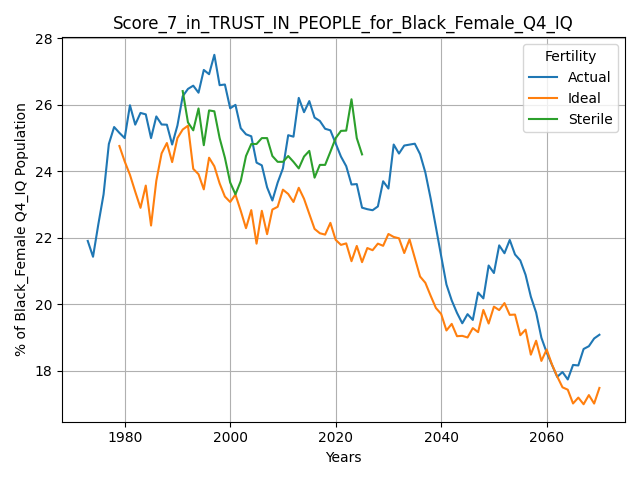 Score_7_in_TRUST_IN_PEOPLE_for_Black_Female_Q4_IQ
% of Black_Female Q4_IQ Population
28
26
24
22
20
18
Fertility
Actual
Ideal
Sterile
1980
2000
2020
2040
2060
Years